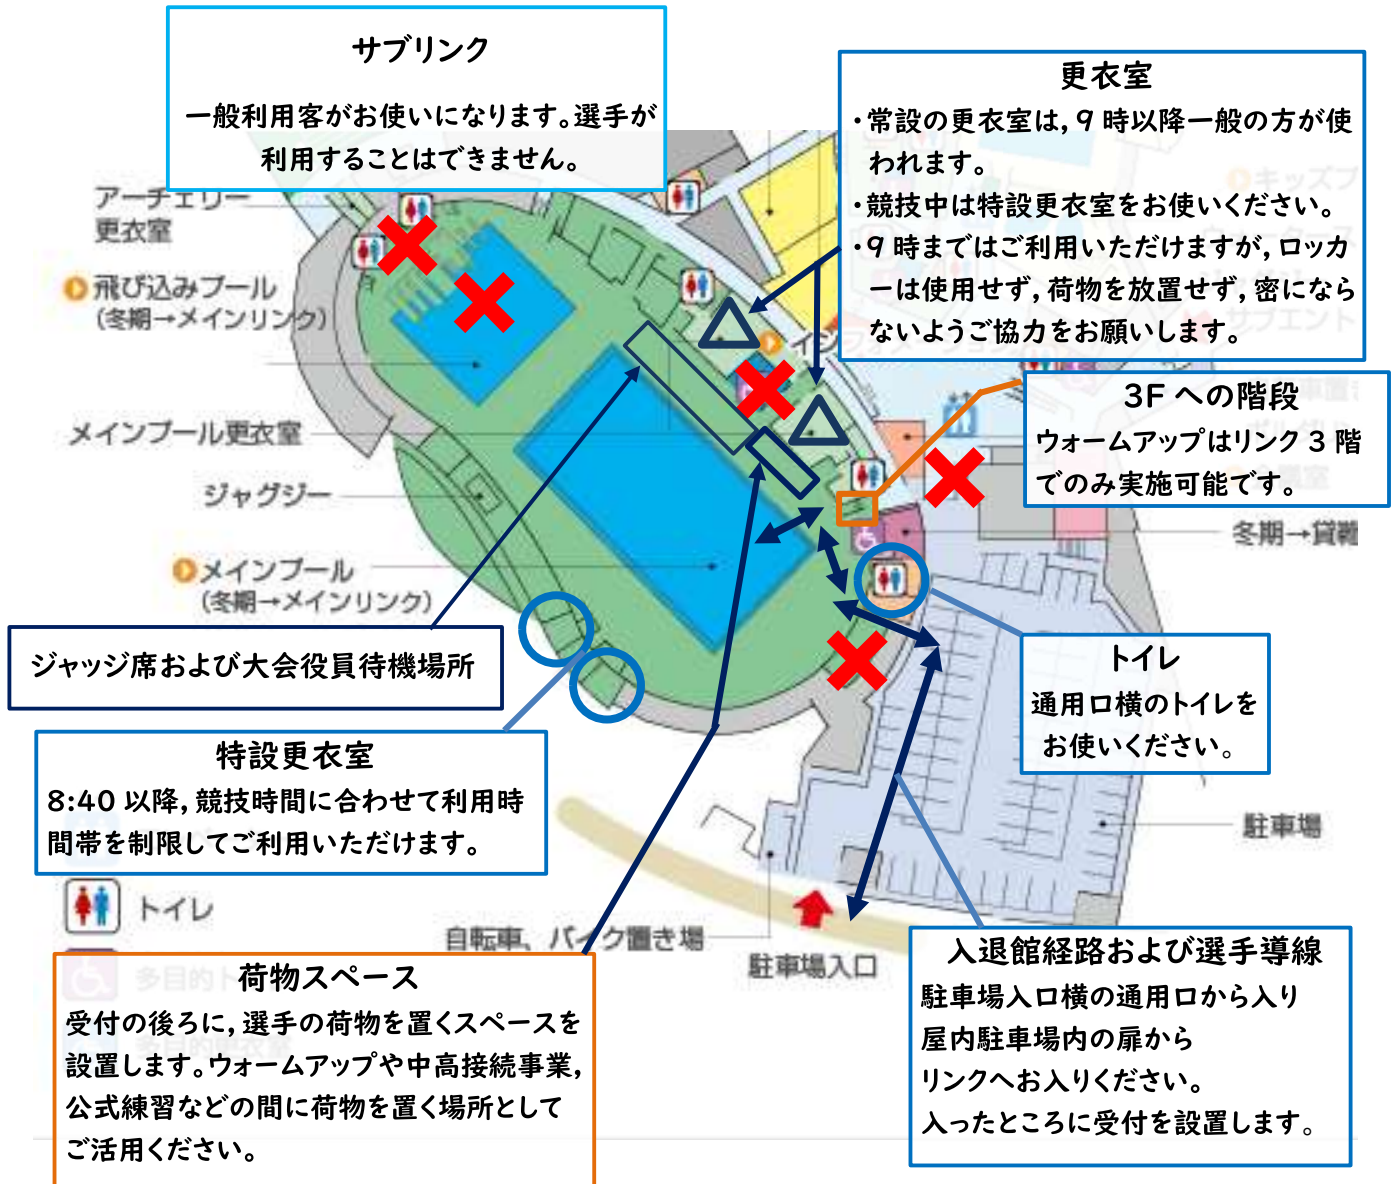 サブリンク
一般利用客がお使いになります。選手が
利用することはできません。
更衣室
・常設の更衣室は,9時以降一般の方が使
われます。
・競技中は特設更衣室をお使いください。
・9時まではご利用いただけますが,ロッカ
ーは使用せず,荷物を放置せず,密になら
ないようご協力をお願いします。
アーチェリー
更衣室
飛び込みプール
(冬期→メインリンク)
キッズプ
サブエント
3Fへの階段
ウォームアップはリンク3階
でのみ実施可能です。
メインプール更衣室
ジャグジー
冬期→貸靴
メインプール
(冬期→メインリンク)
ジャッジ席および大会役員待機場所
トイレ
通用口横のトイレを
お使いください。
特設更衣室
8:40以降,競技時間に合わせて利用時
間帯を制限してご利用いただけます。
駐車場
トイレ
自転車、バイク置き場
駐車場入口
多目的ト
荷物スペース
受付の後ろに,選手の荷物を置くスペースを
設置します。ウォームアップや中高接続事業,
公式練習などの間に荷物を置く場所として
ご活用ください。
入退館経路および選手導線
駐車場入口横の通用口から入り
屋内駐車場内の扉から
リンクへお入りください。
入ったところに受付を設置します。